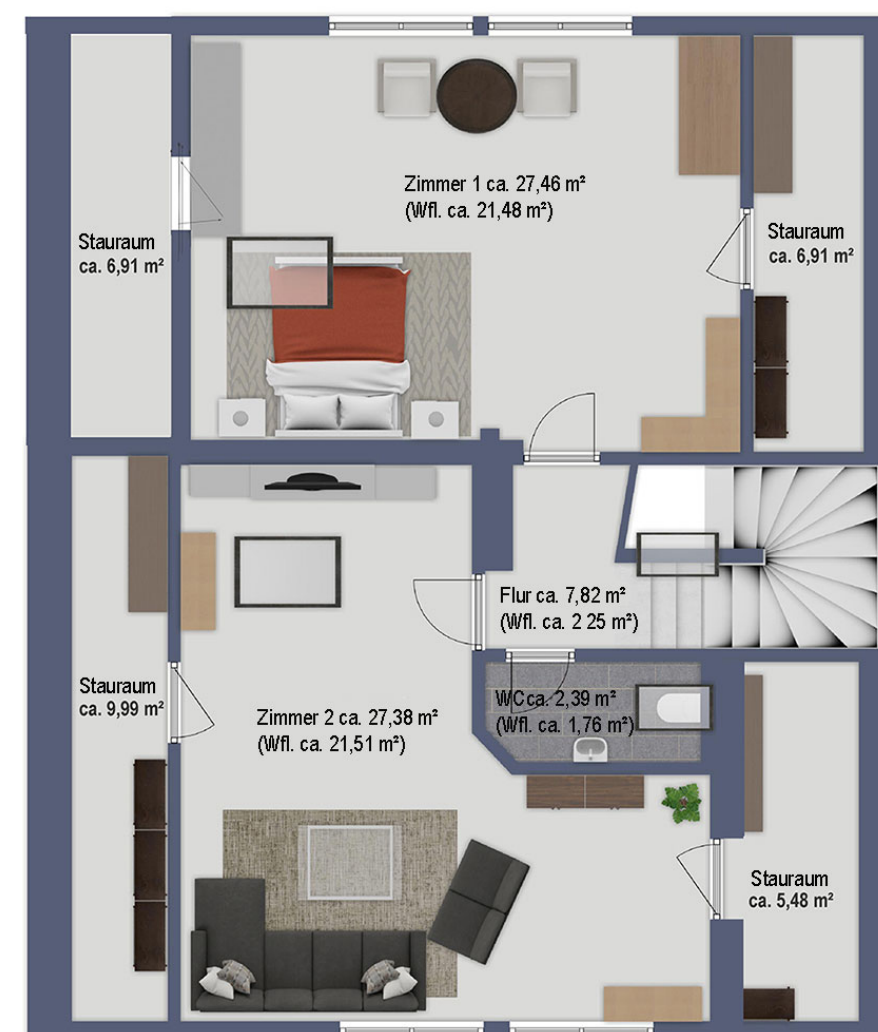 Zimmer 1 ca. 27,46 m²
(Wfl. ca. 21,48 m²)
Stauraum
ca. 6,91 m²
Stauraum
ca. 6,91 m²
Flur ca. 7,82 m²
(Wfl. ca. 2 25 m²)
Stauraum
ca. 9,99 m²
Zimmer 2 ca. 27,38 m²
(Wfl. ca. 21,51 m²)
WC ca. 2,39 m²
(Wfl. ca. 1,76 m²)
Stauraum
ca. 5,48 m²